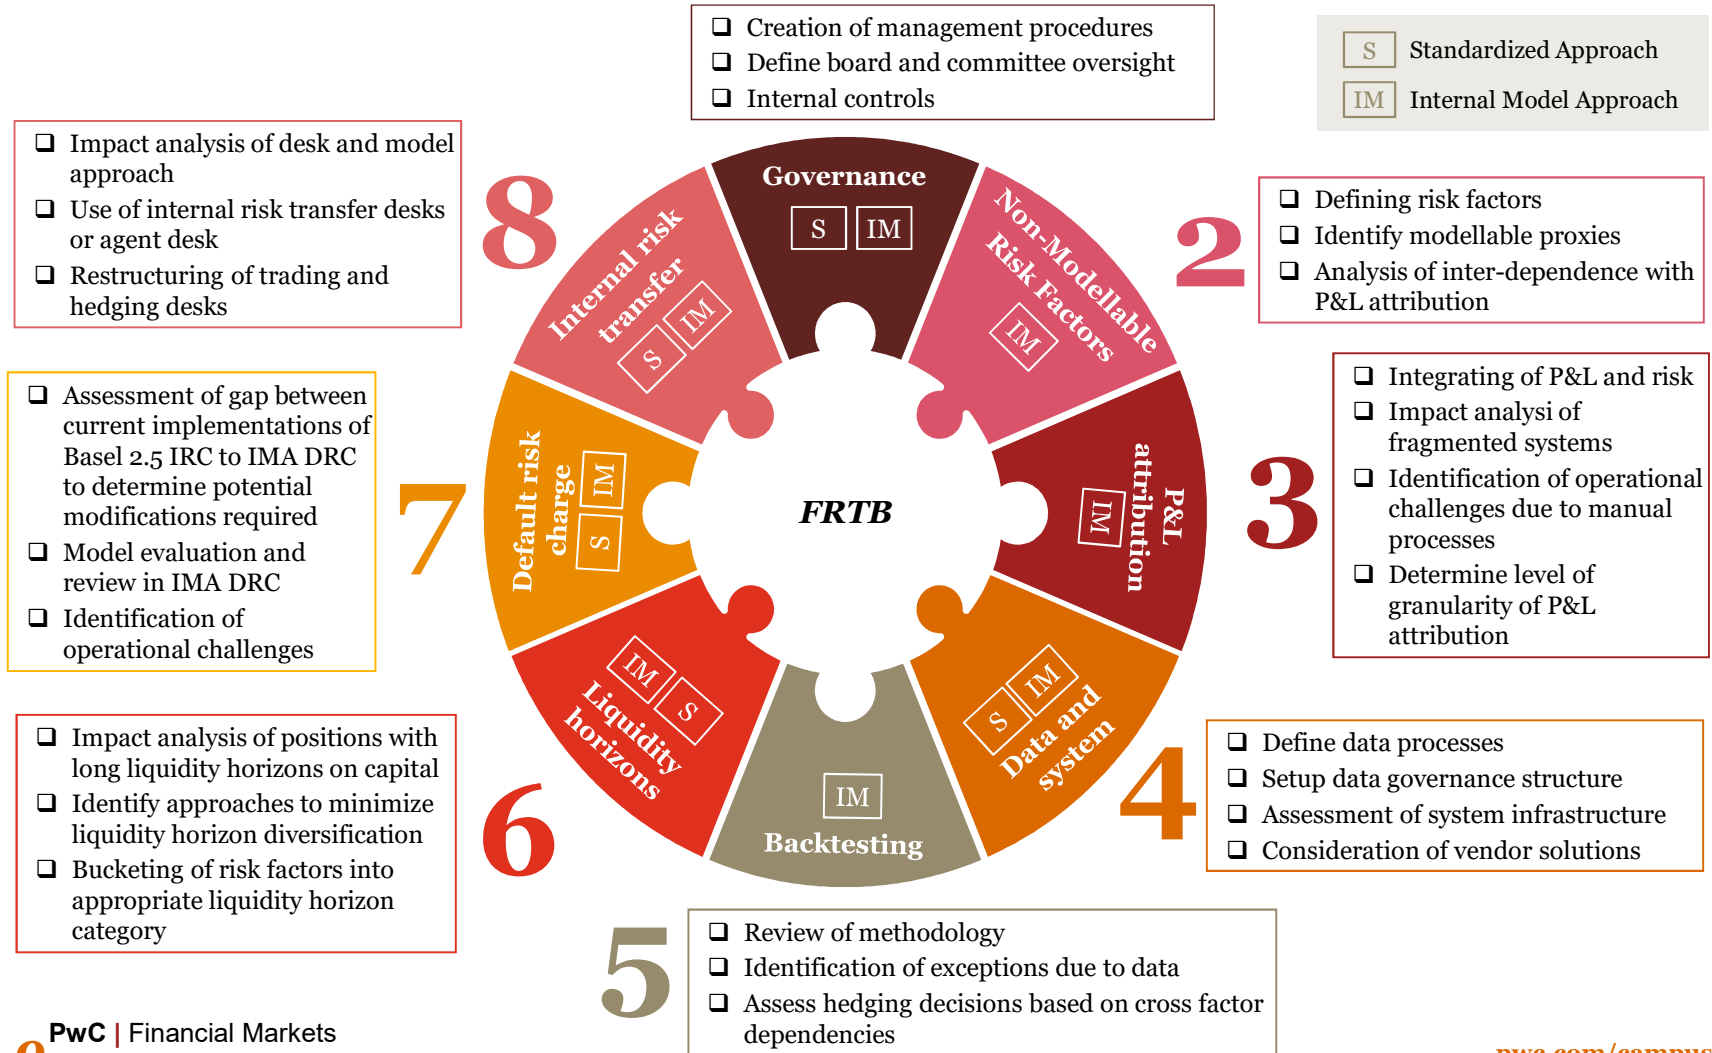 ❑ Creation of management procedures
❑ Define board and committee oversight
❑ Internal controls
S Standardized Approach
IM Internal Model Approach
❑ Impact analysis of desk and model
approach
❑ Use of internal risk transfer desks
or agent desk
❑ Restructuring of trading and
hedging desks
8
Internal risk
transfer
S IM
Governance
S IM
Non-Modellable
Risk Factors
IM
2
❑ Defining risk factors
❑ Identify modellable proxies
❑ Analysis of inter-dependence with
P&L attribution
❑ Assessment of gap between
current implementations of
Basel 2.5 IRC to IMA DRC
to determine potential
modifications required
❑ Model evaluation and
review in IMA DRC
❑ Identification of
operational challenges
7
Default risk
charge
S IM
FRTB
P&L
attribution
IM
3
❑ Integrating of P&L and risk
❑ Impact analysi of
fragmented systems
❑ Identification of operational
challenges due to manual
processes
❑ Determine level of
granularity of P&L
attribution
❑ Impact analysis of positions with
long liquidity horizons on capital
❑ Identify approaches to minimize
liquidity horizon diversification
❑ Bucketing of risk factors into
appropriate liquidity horizon
category
6
IM S
Liquidity
horizons
IM
Backtesting
S IM
Data and
system
4
❑ Define data processes
❑ Setup data governance structure
❑ Assessment of system infrastructure
❑ Consideration of vendor solutions
5
❑ Review of methodology
❑ Identification of exceptions due to data
❑ Assess hedging decisions based on cross factor
dependencies
PwC | Financial Markets
pwc.com/campus